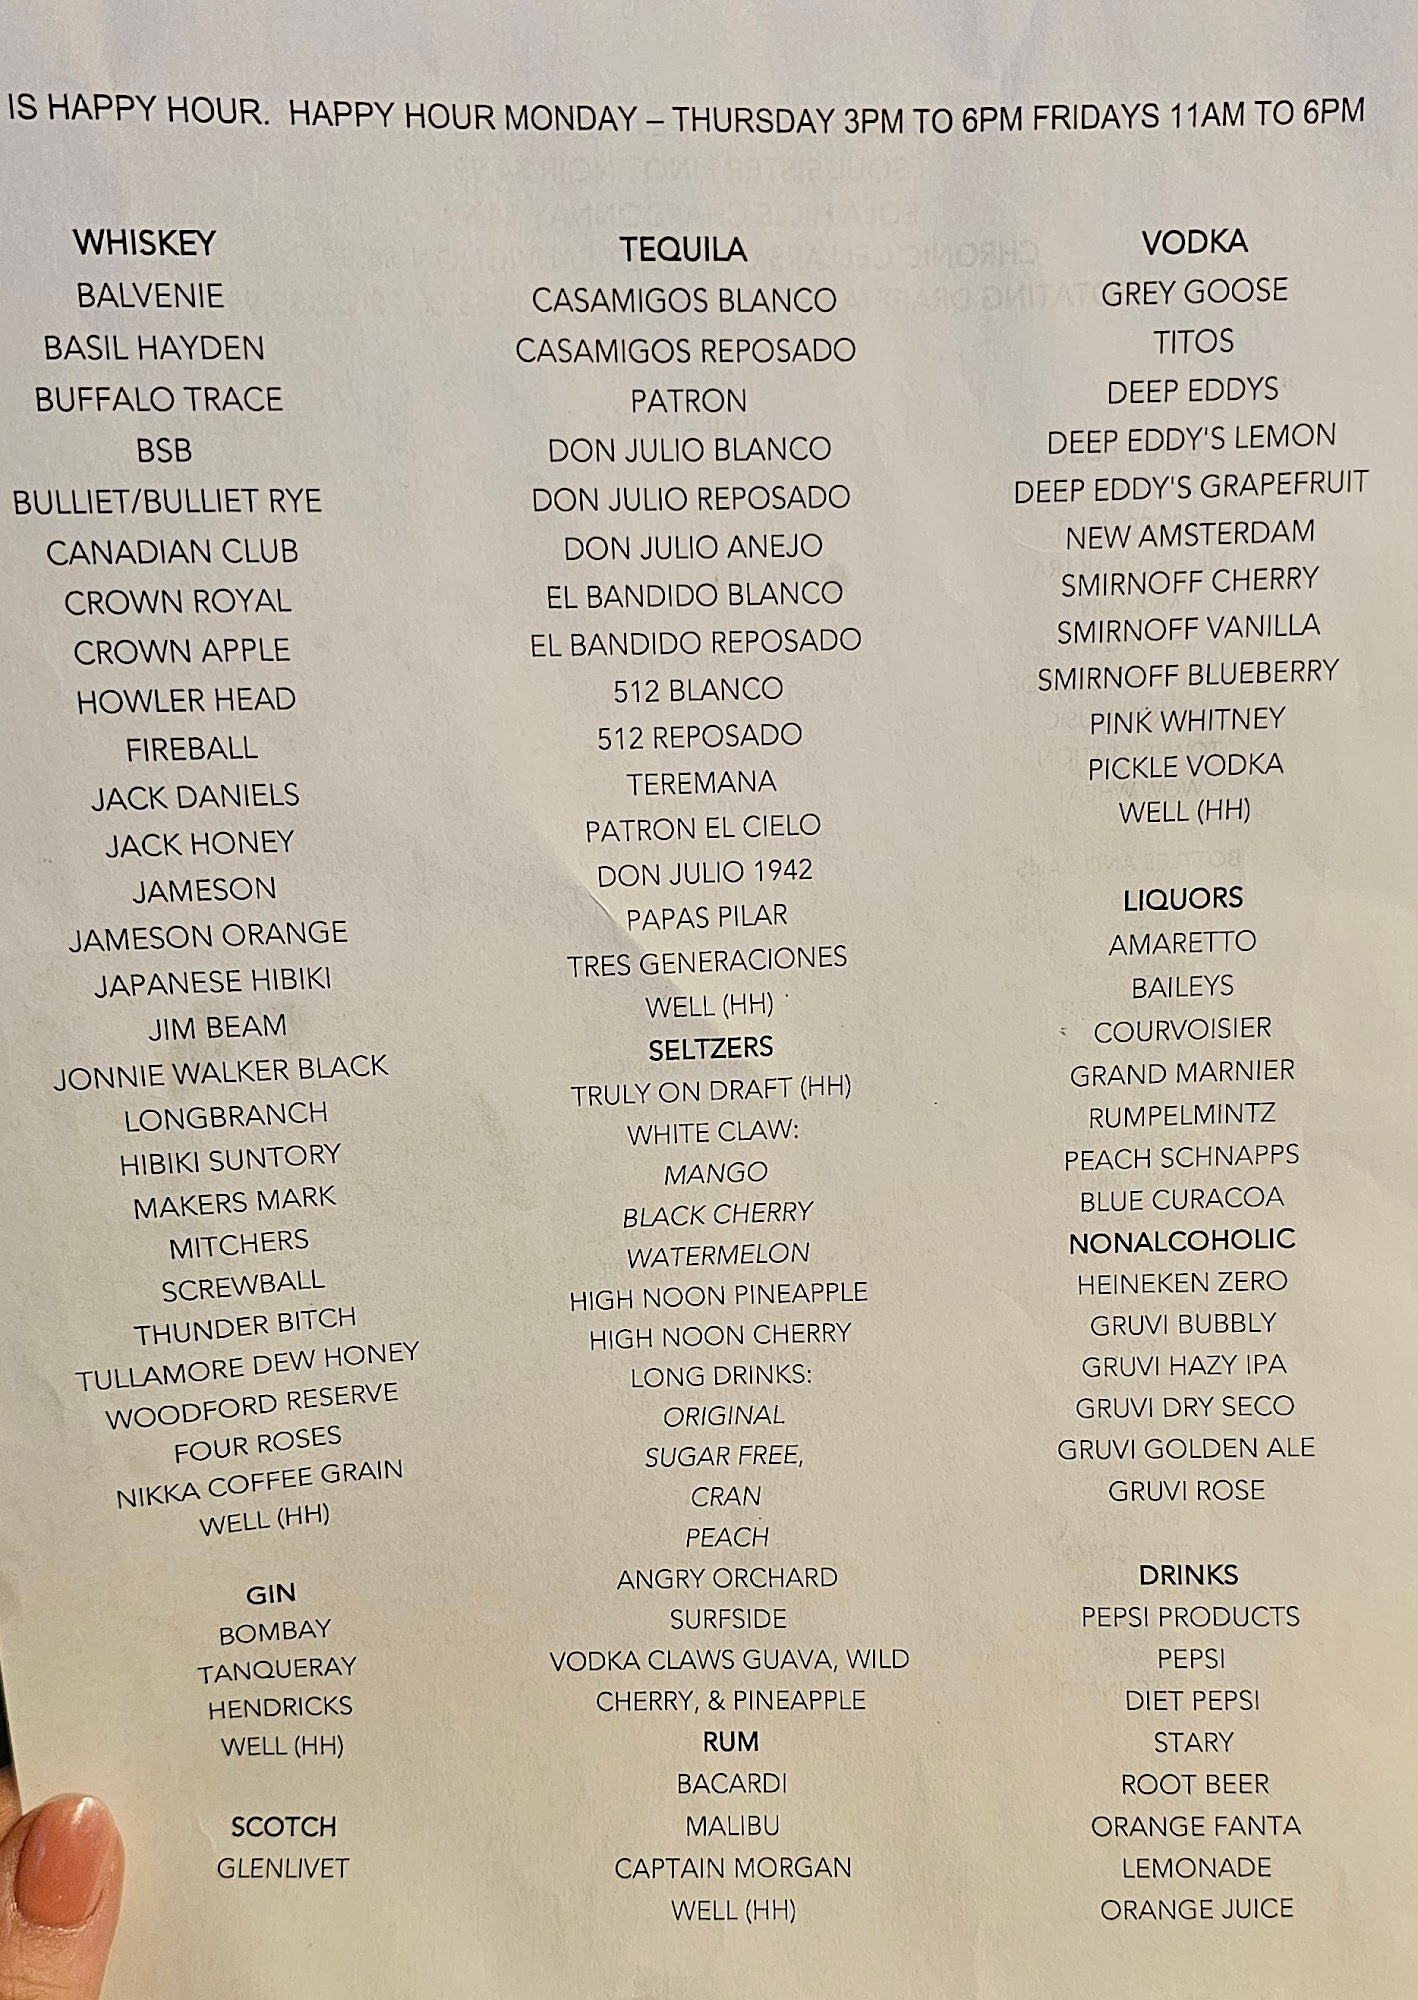 IS HAPPY HOUR. HAPPY HOUR MONDAY – THURSDAY 3PM TO 6PM FRIDAYS 11AM TO 6PM
WHISKEY
BALVENIE
BASIL HAYDEN
BUFFALO TRACE
BSB
BULLIET/BULLIET RYE
CANADIAN CLUB
CROWN ROYAL
CROWN APPLE
HOWLER HEAD
FIREBALL
JACK DANIELS
JACK HONEY
JAMESON
JAMESON ORANGE
JAPANESE HIBIKI
JIM BEAM
JONNIE WALKER BLACK
LONGBRANCH
HIBIKI SUNTORY
MAKERS MARK
MITCHERS
SCREWBALL
THUNDER BITCH
TULLAMORE DEW HONEY
WOODFORD RESERVE
FOUR ROSES
NIKKA COFFEE GRAIN
WELL (HH)
GIN
BOMBAY
TANQUERAY
HENDRICKS
WELL (HH)
SCOTCH
GLENLIVET
TEQUILA
CASAMIGOS BLANCO
CASAMIGOS REPOSADO
PATRON
DON JULIO BLANCO
DON JULIO REPOSADO
DON JULIO ANEJO
EL BANDIDO BLANCO
EL BANDIDO REPOSADO
512 BLANCO
512 REPOSADO
TEREMANA
PATRON EL CIELO
DON JULIO 1942
PAPAS PILAR
TRES GENERACIONES
WELL (HH)
SELTZERS
TRULY ON DRAFT (HH)
WHITE CLAW:
MANGO
BLACK CHERRY
WATERMELON
HIGH NOON PINEAPPLE
HIGH NOON CHERRY
LONG DRINKS:
ORIGINAL
SUGAR FREE,
CRAN
PEACH
ANGRY ORCHARD
SURFSIDE
VODKA CLAWS GUAVA, WILD
CHERRY, & PINEAPPLE
RUM
BACARDI
MALIBU
CAPTAIN MORGAN
WELL (HH)
VODKA
GREY GOOSE
TITOS
DEEP EDDYS
DEEP EDDY'S LEMON
DEEP EDDY'S GRAPEFRUIT
NEW AMSTERDAM
SMIRNOFF CHERRY
SMIRNOFF VANILLA
SMIRNOFF BLUEBERRY
PINK WHITNEY
PICKLE VODKA
WELL (HH)
LIQUORS
AMARETTO
BAILEYS
COURVOISIER
GRAND MARNIER
RUMPELMINTZ
PEACH SCHNAPPS
BLUE CURACOA
NONALCOHOLIC
HEINEKEN ZERO
GRUVI BUBBLY
GRUVI HAZY IPA
GRUVI DRY SECO
GRUVI GOLDEN ALE
GRUVI ROSE
DRINKS
PEPSI PRODUCTS
PEPSI
DIET PEPSI
STARY
ROOT BEER
ORANGE FANTA
LEMONADE
ORANGE JUICE